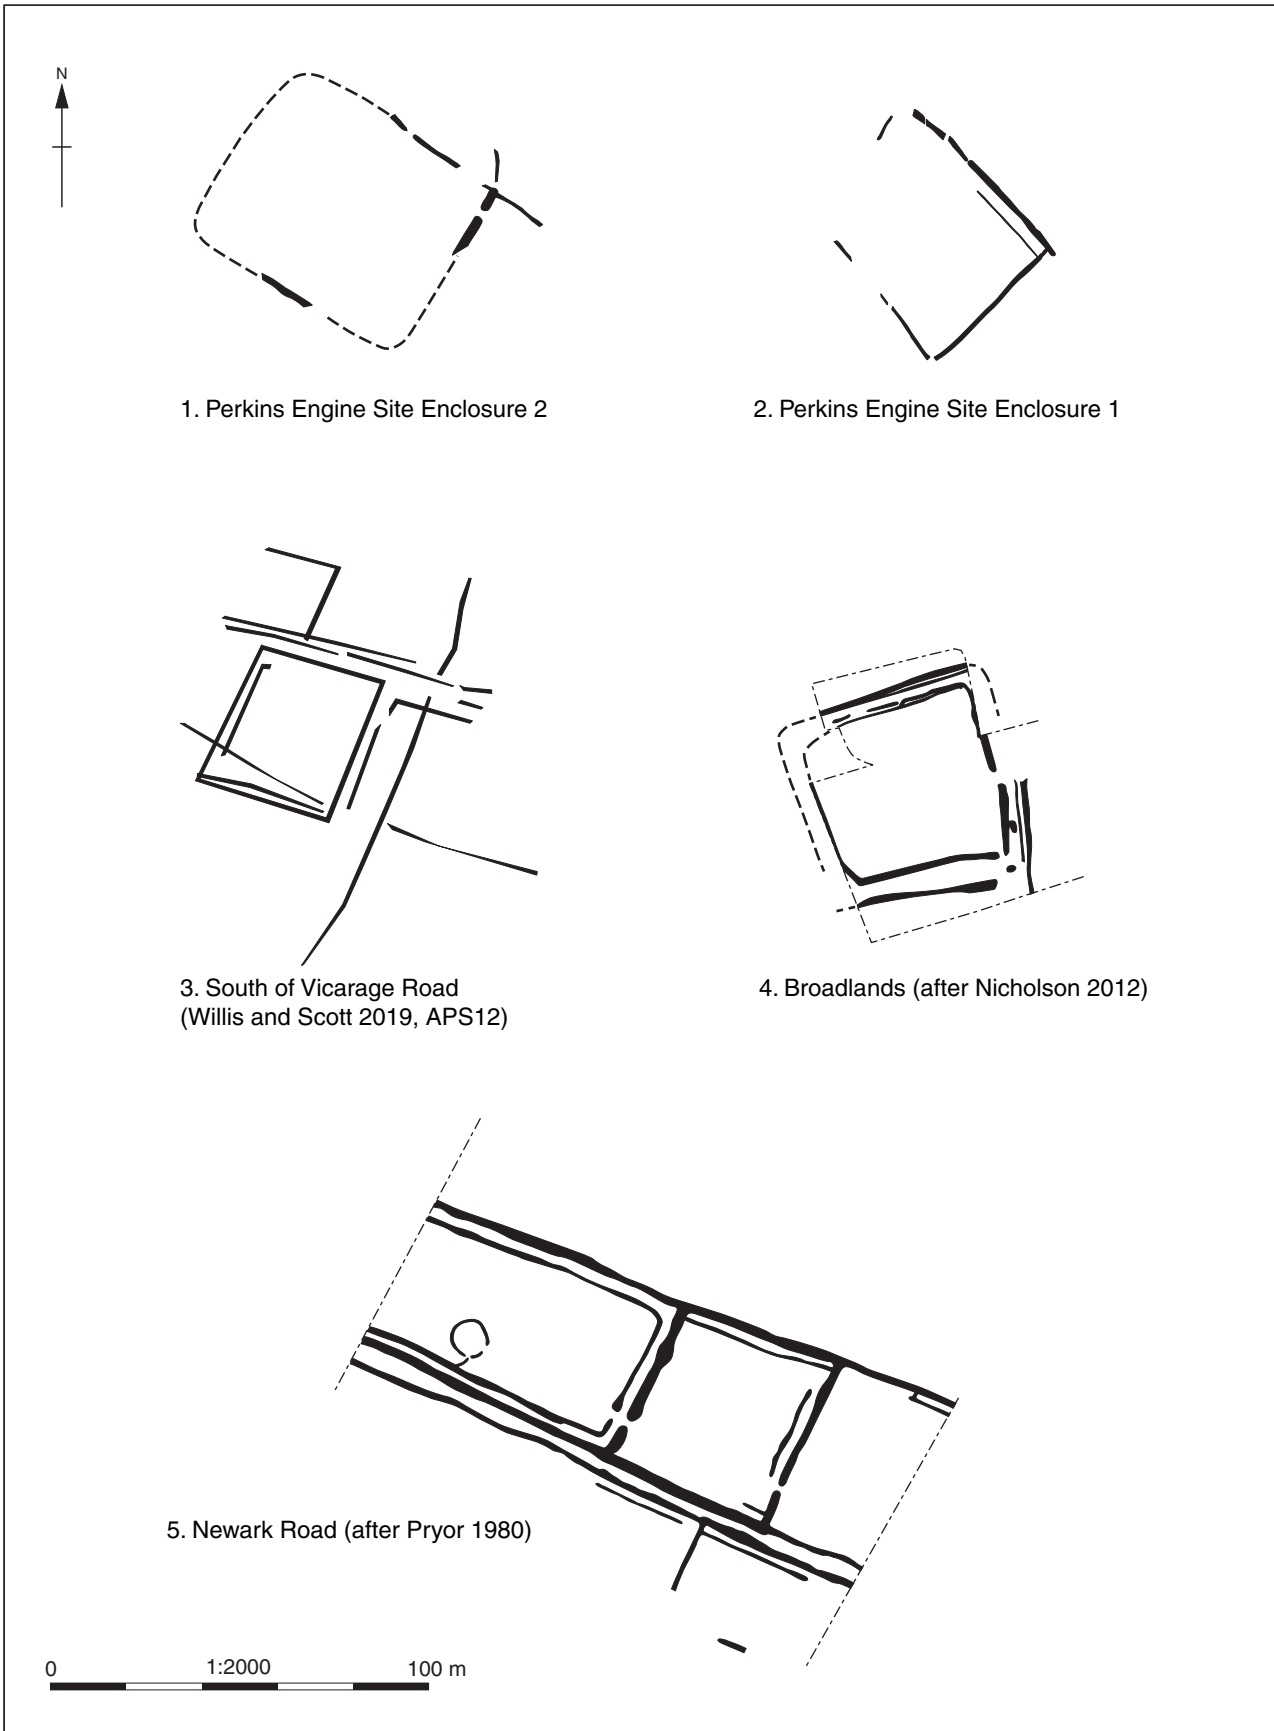 N
1. Perkins Engine Site Enclosure 2
2. Perkins Engine Site Enclosure 1
3. South of Vicarage Road
(Willis and Scott 2019, APS12)
4. Broadlands (after Nicholson 2012)
5. Newark Road (after Pryor 1980)
0
1:2000
100 m